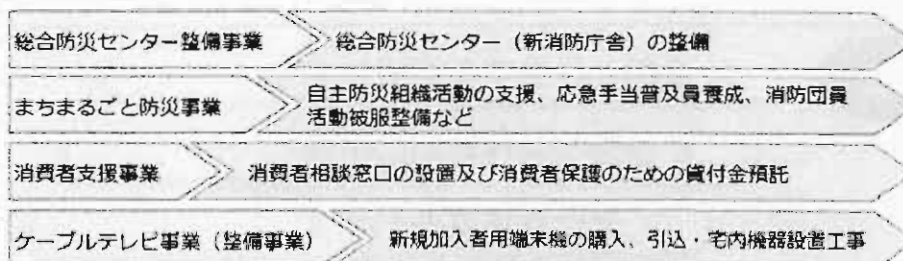 総合防災センター整備事業
総合防災センター（新消防庁舎）の整備
まちまるごと防災事業
自主防災組織活動の支援、応急手当普及員養成、消防団員
活動被服整備など
消費者支援事業
消費者相談窓口の設置及び消費者保護のための貸付金預託
ケーブルテレビ事業（整備事業）
新規加入者用端末機の購入、引込・宅内機器設置工事